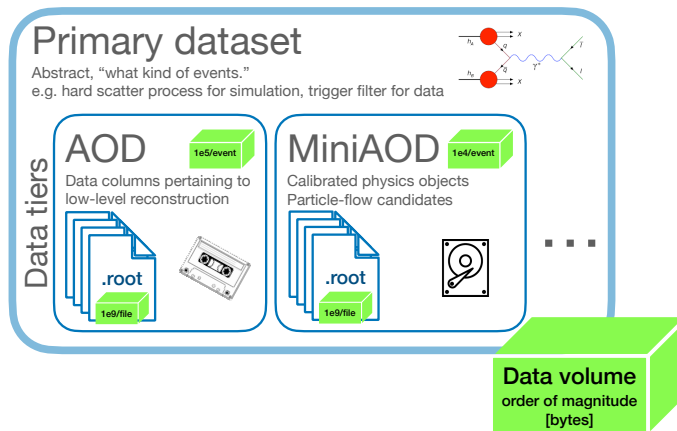 Primary dataset
Abstract, “what kind of events.”
e.g. hard scatter process for simulation, trigger filter for data
h_A
X
q
h_B
q̄
X
γ*
l̄
l
Data tiers
AOD
1e5/event
Data columns pertaining to
low-level reconstruction
.root
1e9/file
MiniAOD
1e4/event
Calibrated physics objects
Particle-flow candidates
.root
1e9/file
...
Data volume
order of magnitude
[bytes]